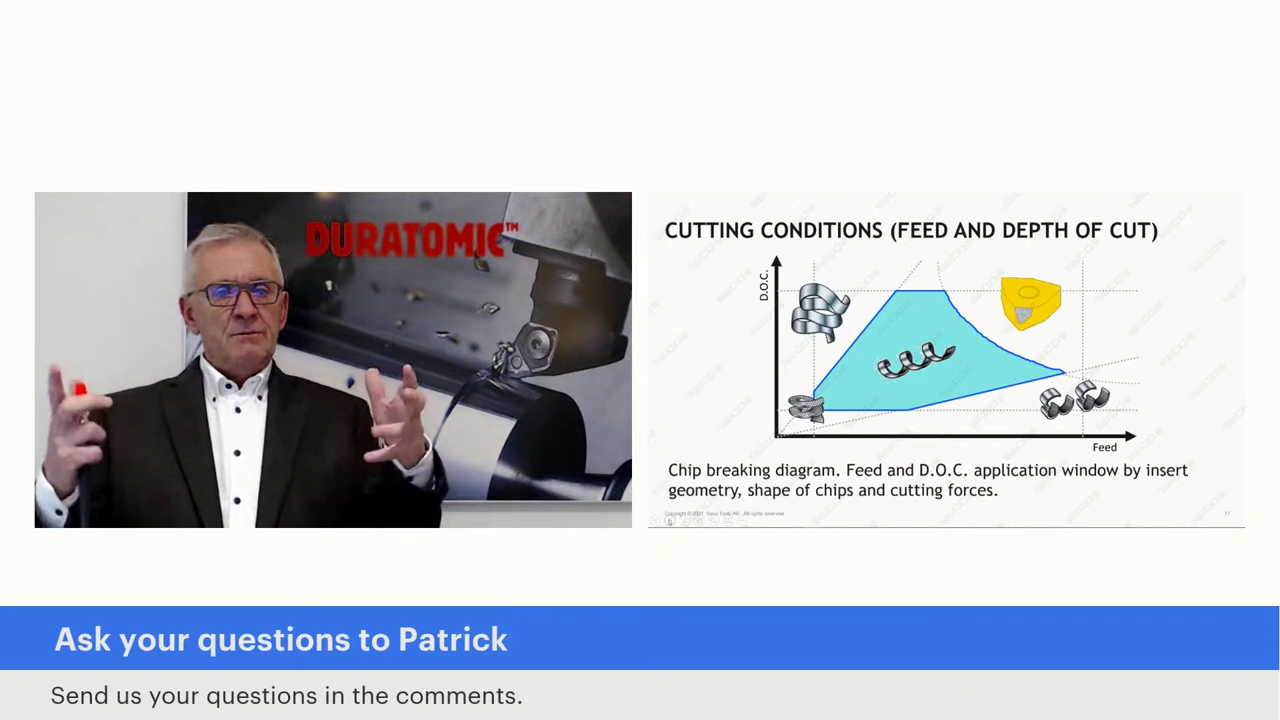 DURATOMIC™
CUTTING CONDITIONS (FEED AND DEPTH OF CUT)
D.O.C.
Feed
Chip breaking diagram. Feed and D.O.C. application window by insert
geometry, shape of chips and cutting forces.
17
Ask your questions to Patrick
Send us your questions in the comments.